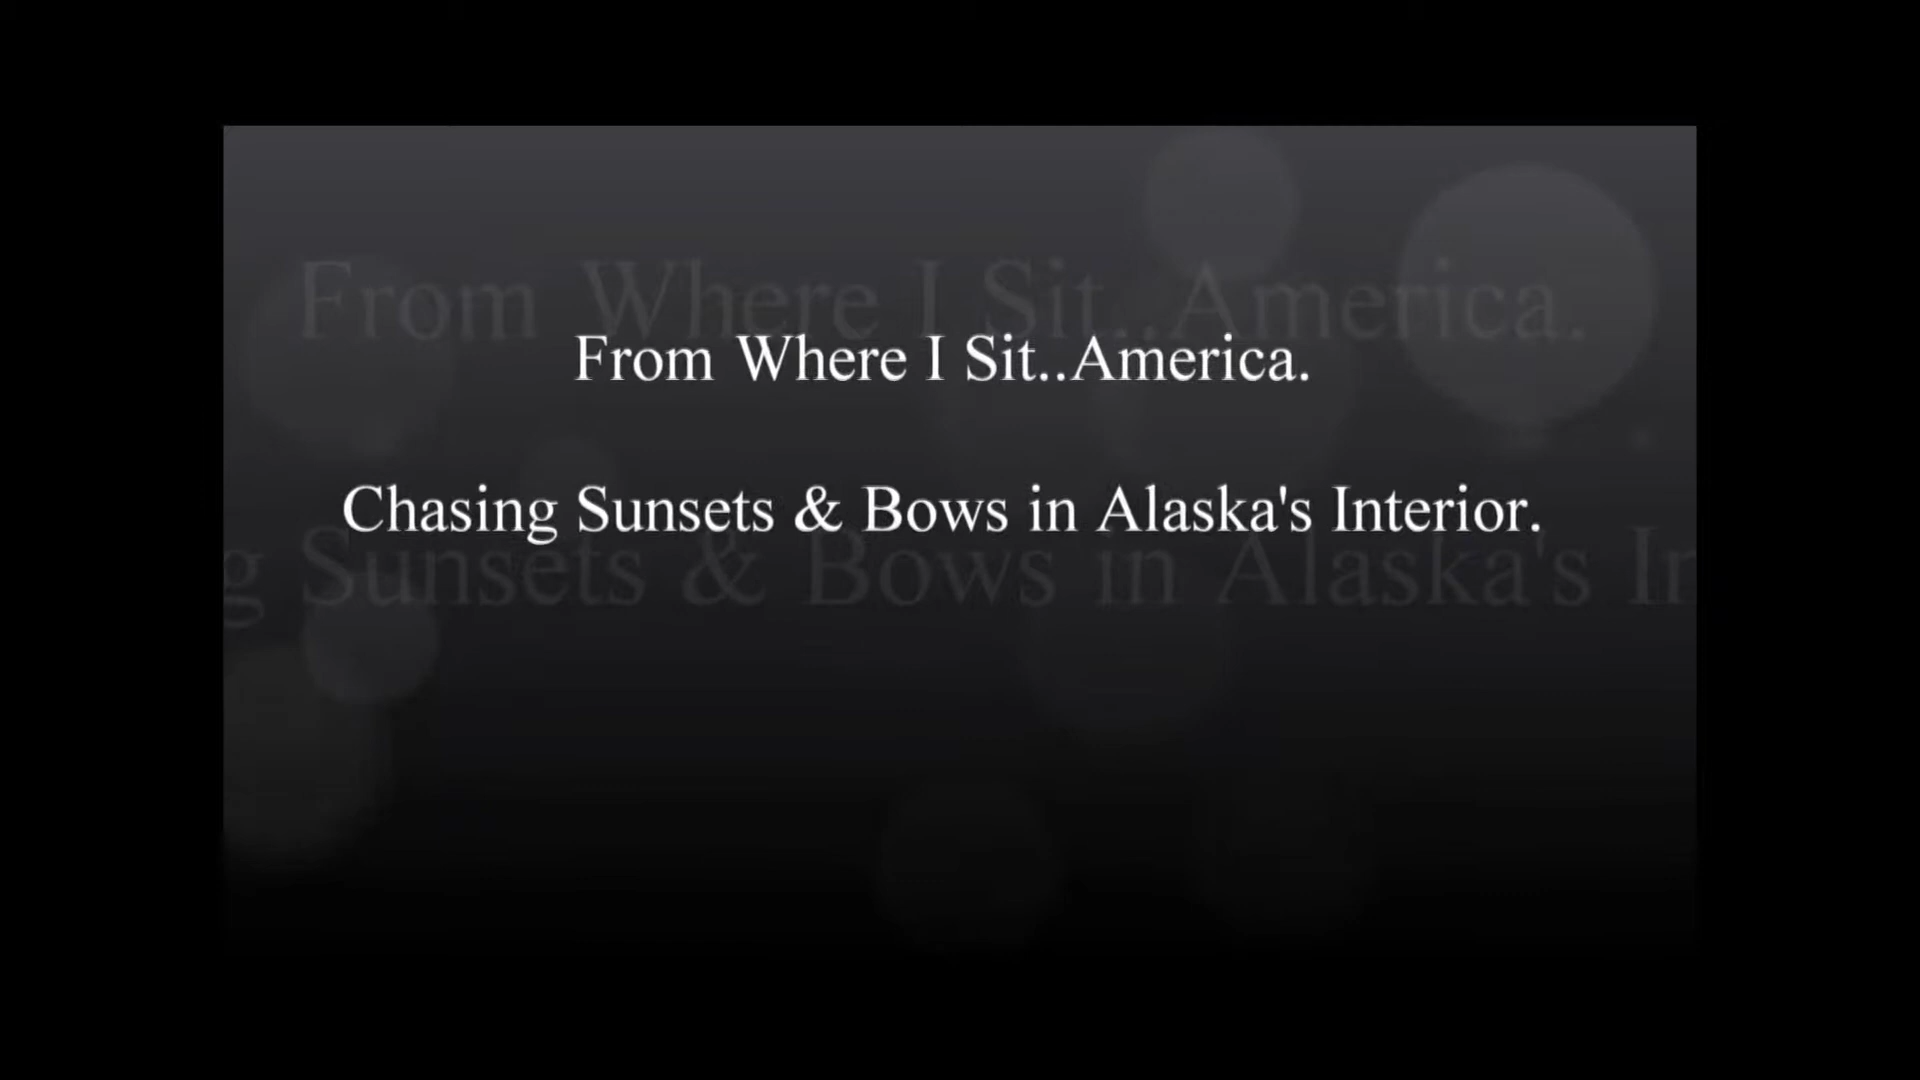 From Where I Sit..America.
Chasing Sunsets & Bows in Alaska's Interior.